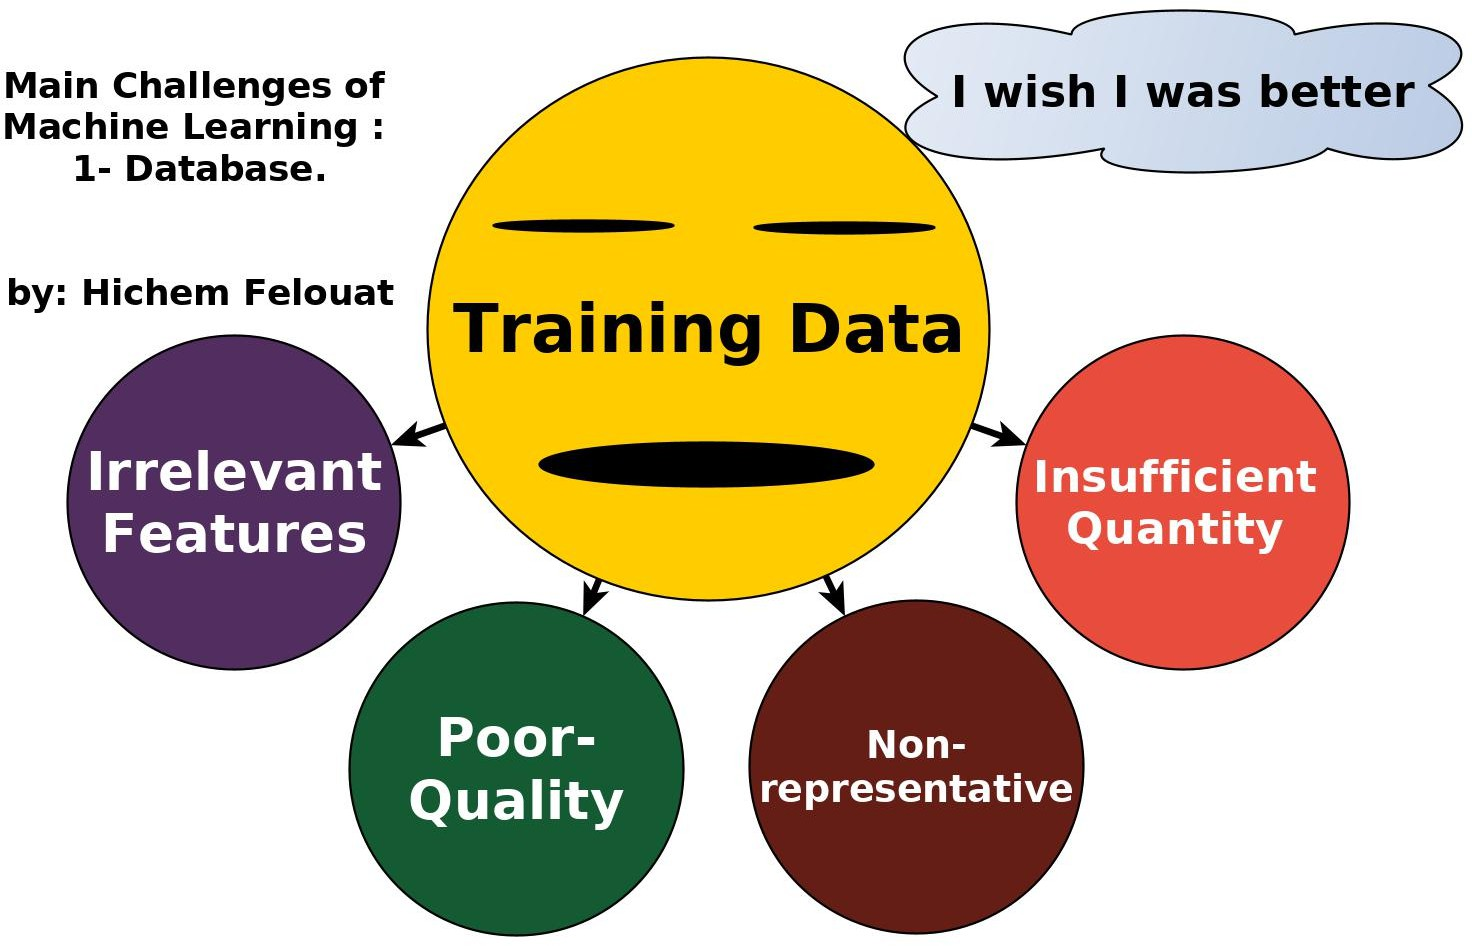 Main Challenges of
Machine Learning :
1- Database.
by: Hichem Felouat
I wish I was better
Training Data
Irrelevant
Features
Poor-
Quality
Non-
representative
Insufficient
Quantity